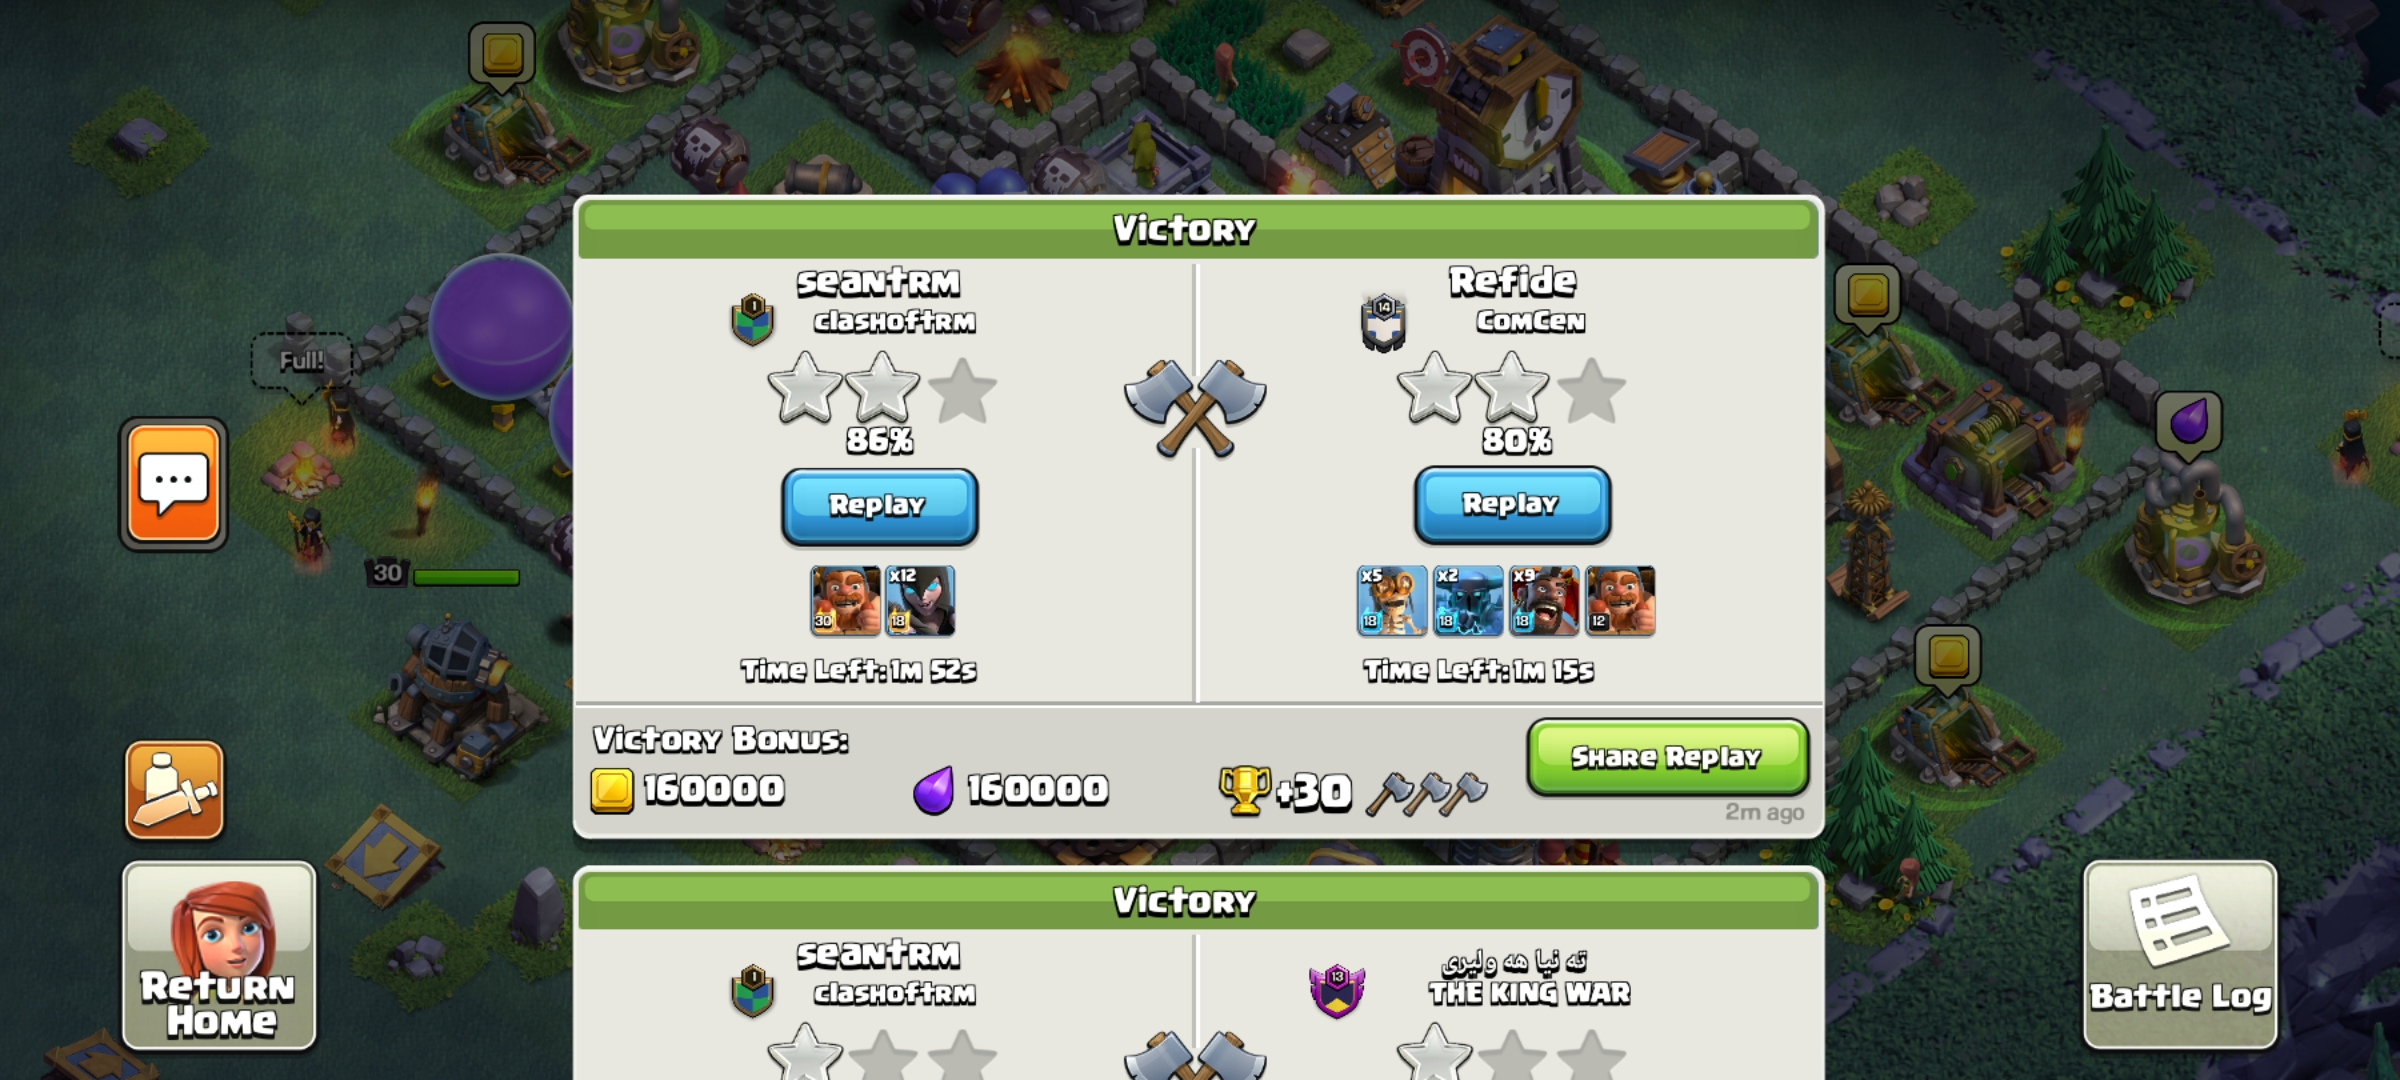 Full!
30
Victory
seantrm
clashoftrm
1
86%
Replay
30
x12
18
Time Left: 1m 52s
Refide
ComCen
14
80%
Replay
x5
18
x2
18
x9
18
12
Time Left: 1m 15s
Victory Bonus:
160000
160000
+30
Share Replay
2m ago
Victory
seantrm
clashoftrm
1
ته نیا هه ولیری
THE KING WAR
13
Return Home
Battle Log